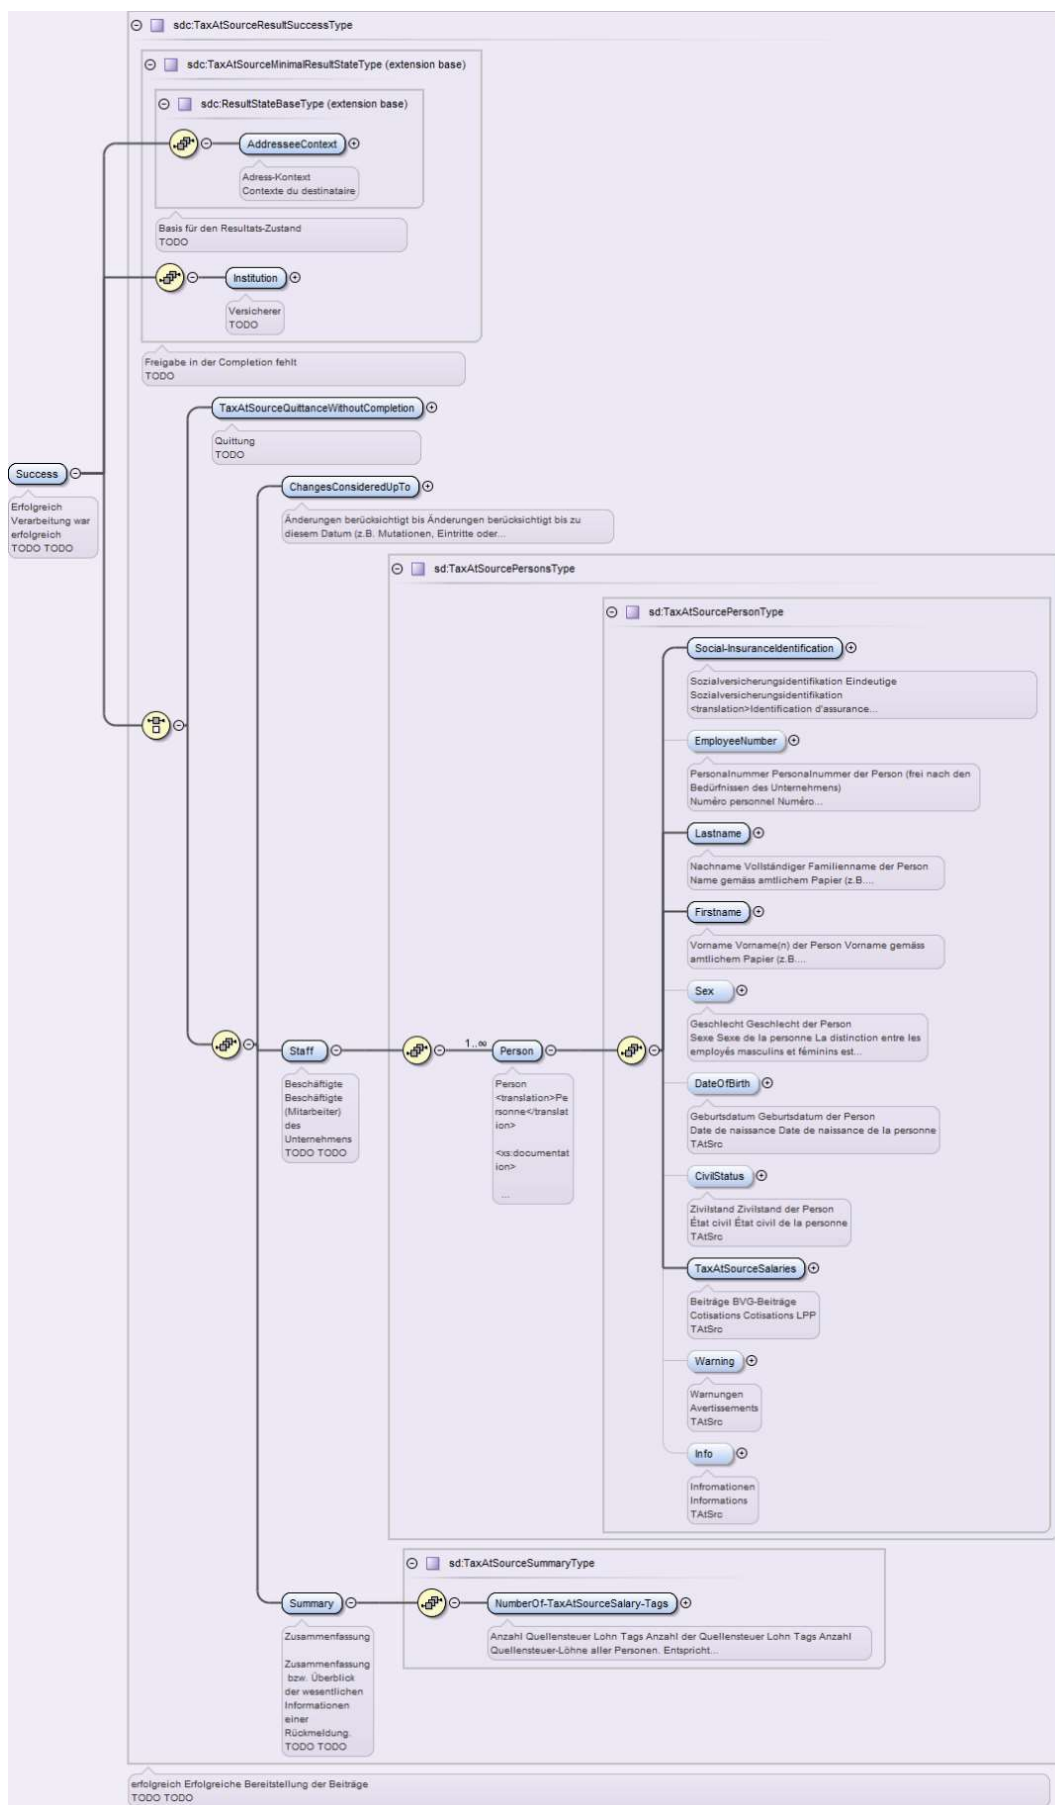 sdc:TaxAtSourceResultSuccessType
sdc:TaxAtSourceMinimalResultStateType (extension base)
sdc:ResultStateBaseType (extension base)
AddresseeContext
Adress-Kontext
Contexte du destinataire
Basis für den Resultats-Zustand
TODO
Institution
Versicherer
TODO
Freigabe in der Completion fehlt
TODO
TaxAtSourceQuittanceWithoutCompletion
Quittung
TODO
Success
Erfolgreich
Verarbeitung war
erfolgreich
TODO TODO
ChangesConsideredUpTo
Änderungen berücksichtigt bis Änderungen berücksichtigt bis zu
diesem Datum (z.B. Mutationen, Eintritte oder...
sd:TaxAtSourcePersonsType
sd:TaxAtSourcePersonType
Social-InsuranceIdentification
Sozialversicherungsidentifikation Eindeutige
Sozialversicherungsidentifikation
<translation>Identification d'assurance...
EmployeeNumber
Personalnummer Personalnummer der Person (frei nach den
Bedürfnissen des Unternehmens)
Numéro personnel Numéro...
Lastname
Nachname Vollständiger Familienname der Person
Name gemäss amtlichem Papier (z.B....
Firstname
Vorname Vorname(n) der Person Vorname gemäss
amtlichem Papier (z.B....
Sex
Geschlecht Geschlecht der Person
Sexe Sexe de la personne La distinction entre les
employés masculins et féminins est...
Staff
1..∞
Person
Beschäftigte
Beschäftigte
(Mitarbeiter)
des
Unternehmens
TODO TODO
Person
<translation>Pe
rsonne</translat
ion>
<xs:documentat
ion>
...
DateOfBirth
Geburtsdatum Geburtsdatum der Person
Date de naissance Date de naissance de la personne
TAtSrc
CivilStatus
Zivilstand Zivilstand der Person
État civil État civil de la personne
TAtSrc
TaxAtSourceSalaries
Beiträge BVG-Beiträge
Cotisations Cotisations LPP
TAtSrc
Warning
Warnungen
Avertissements
TAtSrc
Info
Infromationen
Informations
TAtSrc
sd:TaxAtSourceSummaryType
Summary
NumberOf-TaxAtSourceSalary-Tags
Anzahl Quellensteuer Lohn Tags Anzahl der Quellensteuer Lohn Tags Anzahl
Quellensteuer-Löhne aller Personen. Entspricht...
Zusammenfassung
Zusammenfassung
bzw. Überblick
der wesentlichen
Informationen
einer
Rückmeldung.
TODO TODO
erfolgreich Erfolgreiche Bereitstellung der Beiträge
TODO TODO